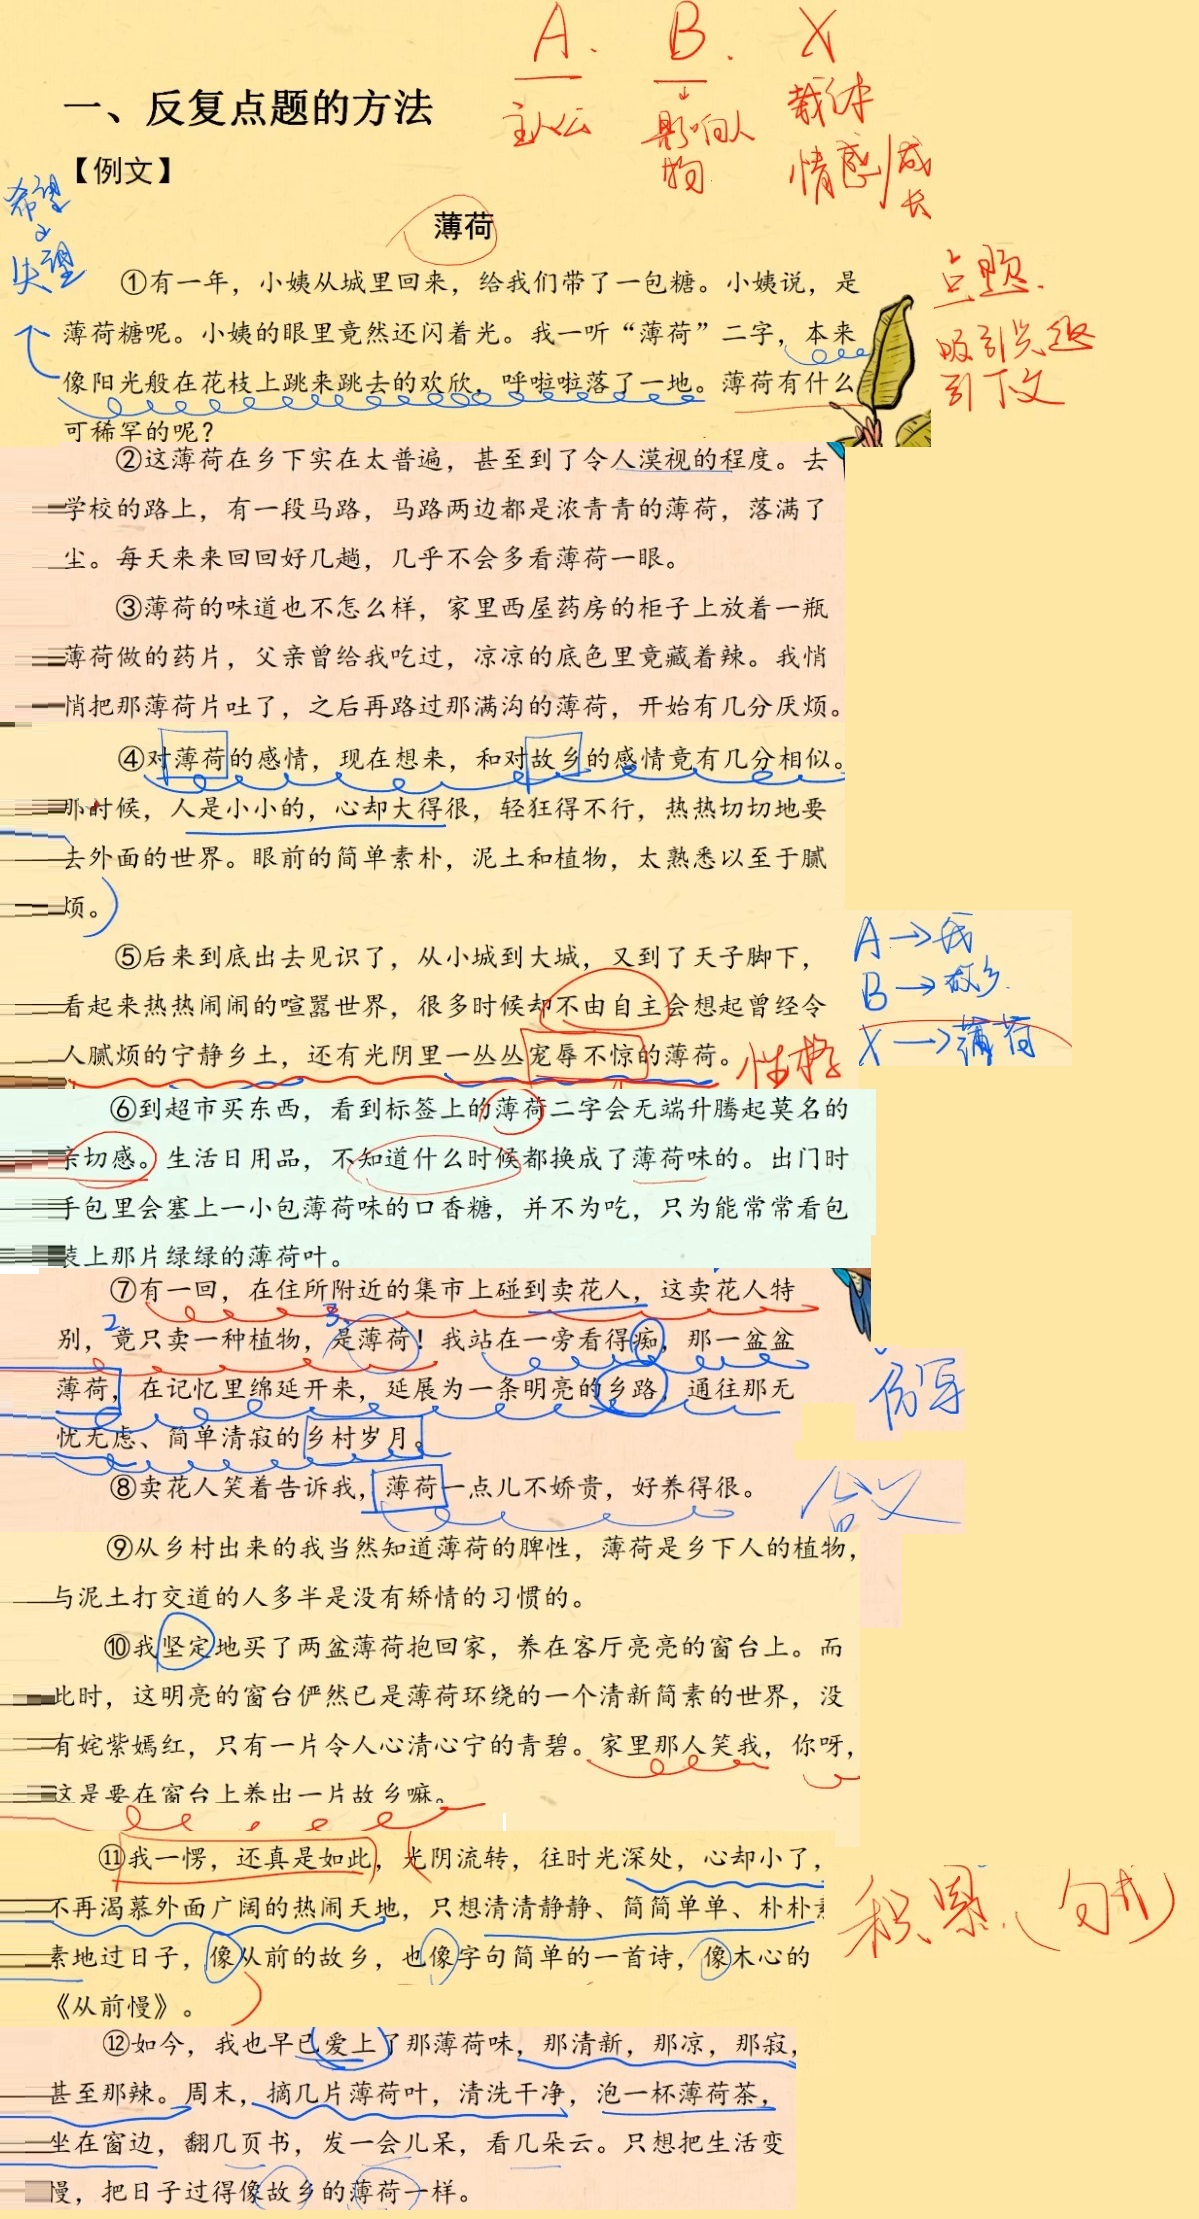 A. B. X
一、反复点题的方法
主人公
影响人物
载体
情感/成长
【例文】
希望
失望
薄荷
①有一年，小姨从城里回来，给我们带了一包糖。小姨说，是
薄荷糖呢。小姨的眼里竟然还闪着光。我一听“薄荷”二字，本来
像阳光般在花枝上跳来跳去的欢欣，呼啦啦落了一地。薄荷有什么
可稀罕的呢？
点题.
吸引兴趣
引下文
②这薄荷在乡下实在太普遍，甚至到了令人漠视的程度。去
学校的路上，有一段马路，马路两边都是浓青青的薄荷，落满了
尘。每天来来回回好几趟，几乎不会多看薄荷一眼。
③薄荷的味道也不怎么样，家里西屋药房的柜子上放着一瓶
薄荷做的药片，父亲曾给我吃过，凉凉的底色里竟藏着辣。我悄
悄把那薄荷片吐了，之后再路过那满沟的薄荷，开始有几分厌烦。
④对薄荷的感情，现在想来，和对故乡的感情竟有几分相似。
那时候，人是小小的，心却大得很，轻狂得不行，热热切切地要
去外面的世界。眼前的简单素朴，泥土和植物，太熟悉以至于腻
烦。
⑤后来到底出去见识了，从小城到大城，又到了天子脚下，
看起来热热闹闹的喧嚣世界，很多时候却不由自主会想起曾经令
人腻烦的宁静乡土，还有光阴里一丛丛宠辱不惊的薄荷。
A→我
B→故乡.
X→薄荷
性格
⑥到超市买东西，看到标签上的薄荷二字会无端升腾起莫名的
亲切感。生活日用品，不知道什么时候都换成了薄荷味的。出门时
手包里会塞上一小包薄荷味的口香糖，并不为吃，只为能常常看包
装上那片绿绿的薄荷叶。
⑦有一回，在住所附近的集市上碰到卖花人，这卖花人特
别，竟只卖一种植物，是薄荷！我站在一旁看得痴，那一盆盆
薄荷，在记忆里绵延开来，延展为一条明亮的乡路，通往那无
忧无虑、简单清寂的乡村岁月。
2
3
仿写
⑧卖花人笑着告诉我，薄荷一点儿不娇贵，好养得很。
含义
⑨从乡村出来的我当然知道薄荷的脾性，薄荷是乡下人的植物，
与泥土打交道的人多半是没有矫情的习惯的。
⑩我坚定地买了两盆薄荷抱回家，养在客厅亮亮的窗台上。而
此时，这明亮的窗台俨然已是薄荷环绕的一个清新简素的世界，没
有姹紫嫣红，只有一片令人心清心宁的青碧。家里那人笑我，你呀，
这是要在窗台上养出一片故乡嘛。
⑪我一愣，还真是如此，光阴流转，往时光深处，心却小了，
不再渴慕外面广阔的热闹天地，只想清清静静、简简单单、朴朴素
素地过日子，像从前的故乡，也像字句简单的一首诗，像木心的
《从前慢》。
积累.（句式）
⑫如今，我也早已爱上了那薄荷味，那清新，那凉，那寂，
甚至那辣。周末，摘几片薄荷叶，清洗干净，泡一杯薄荷茶，
坐在窗边，翻几页书，发一会儿呆，看几朵云。只想把生活变
慢，把日子过得像故乡的薄荷一样。